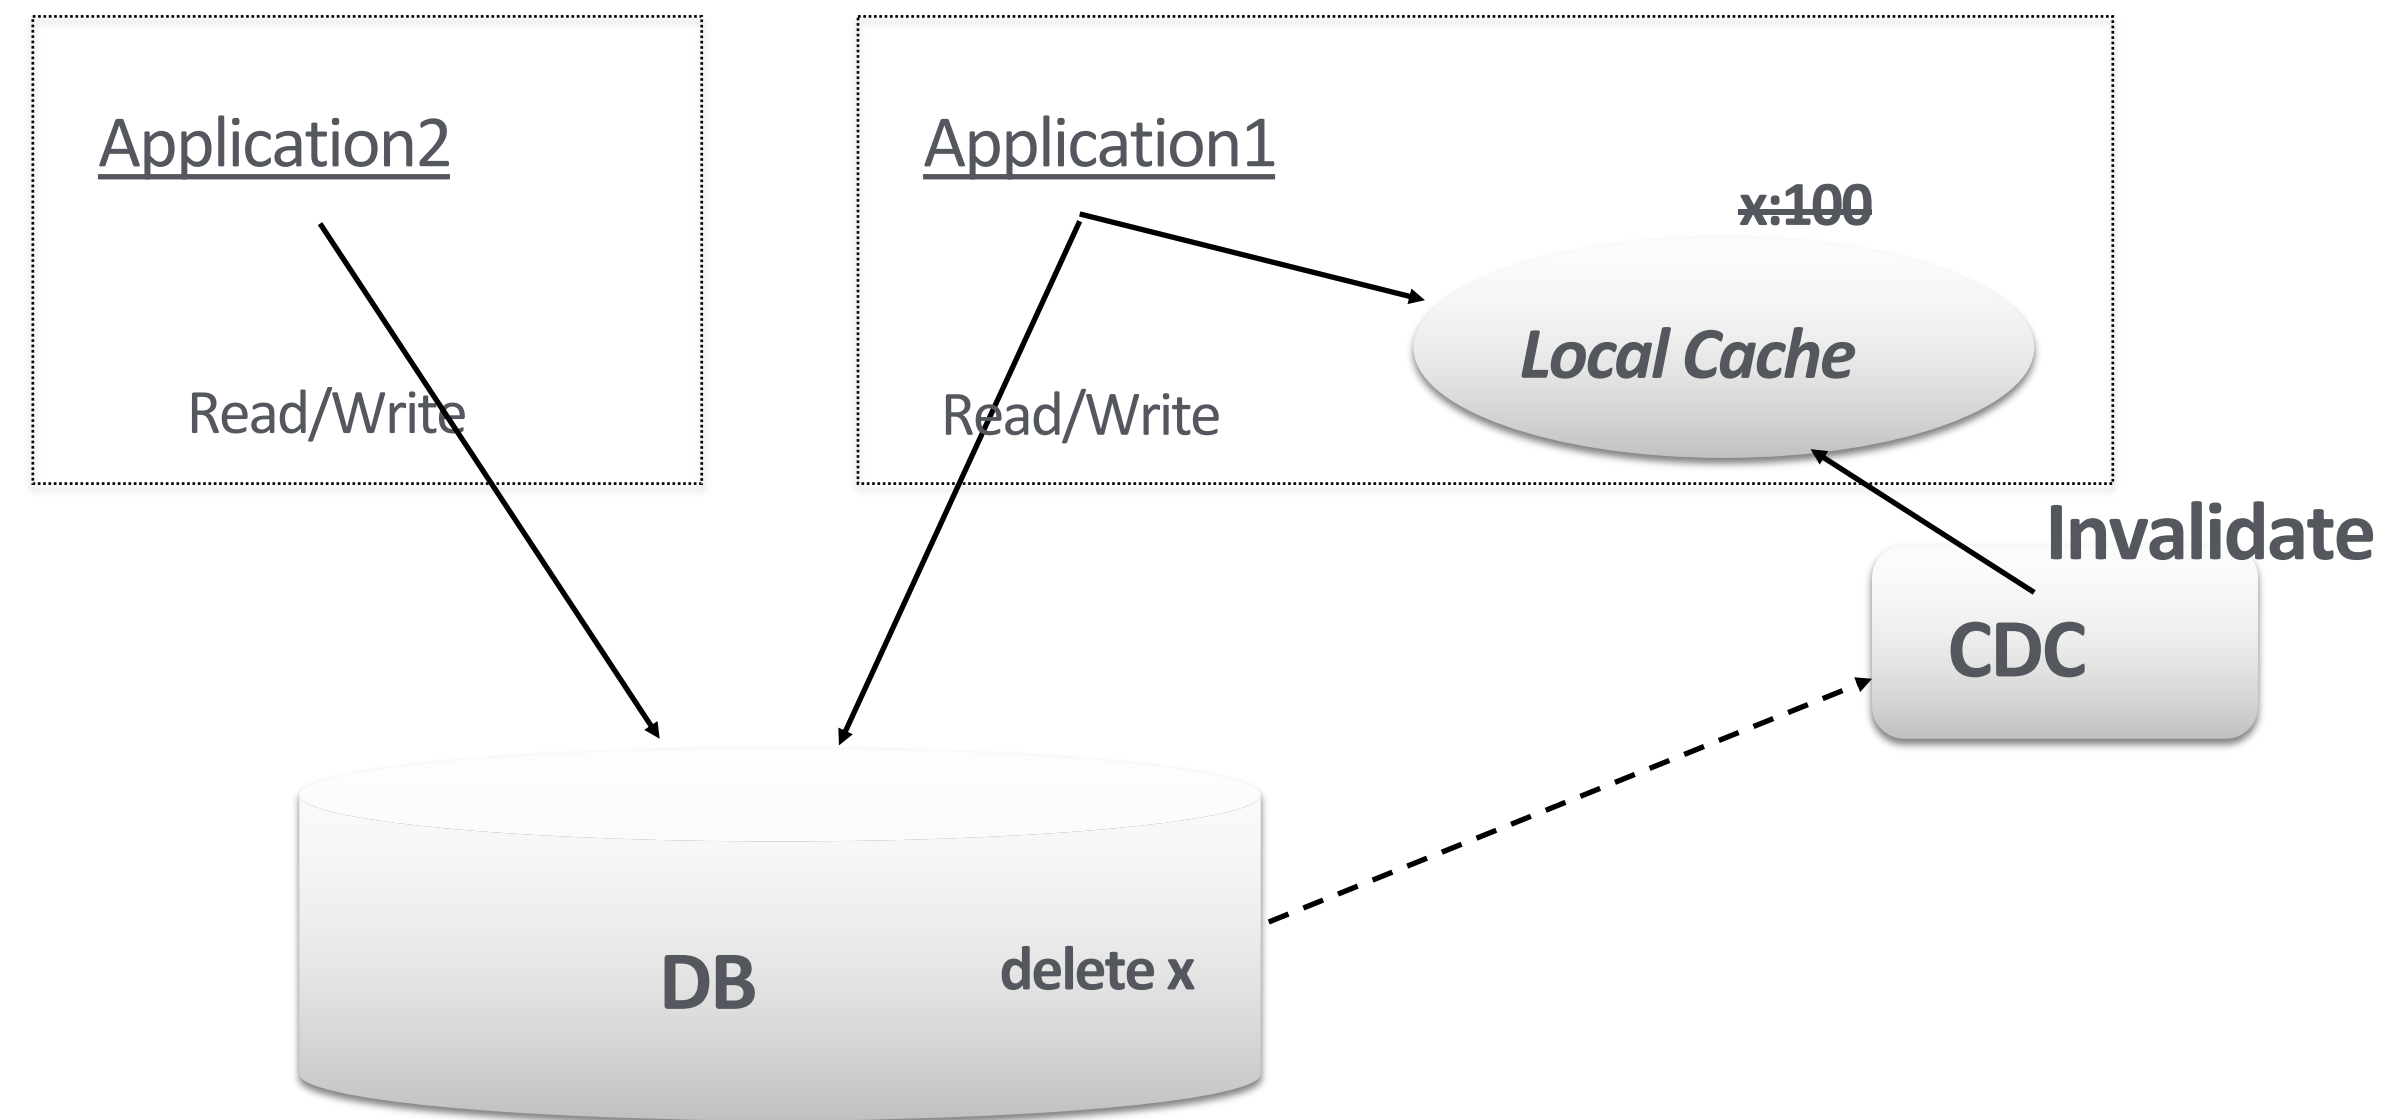 Application2
Application1
x:100
Local Cache
Read/Write
Read/Write
Invalidate
CDC
DB
delete x